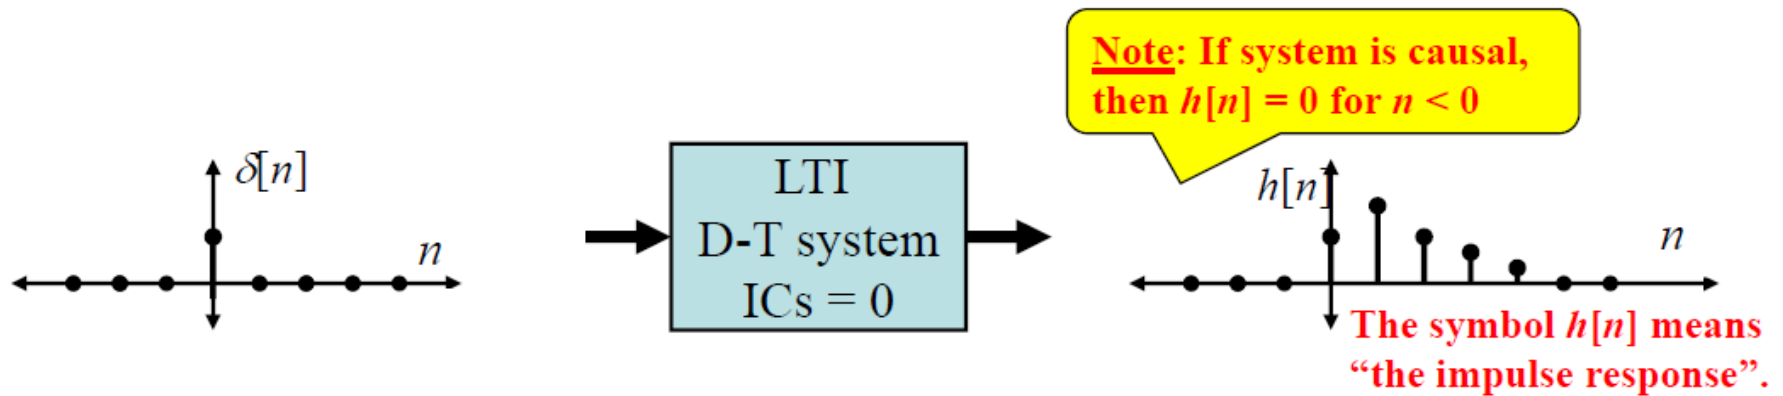 Note: If system is causal,
then h[n] = 0 for n < 0
δ[n]
n
LTI
D-T system
ICs = 0
h[n]
n
The symbol h[n] means
“the impulse response”.